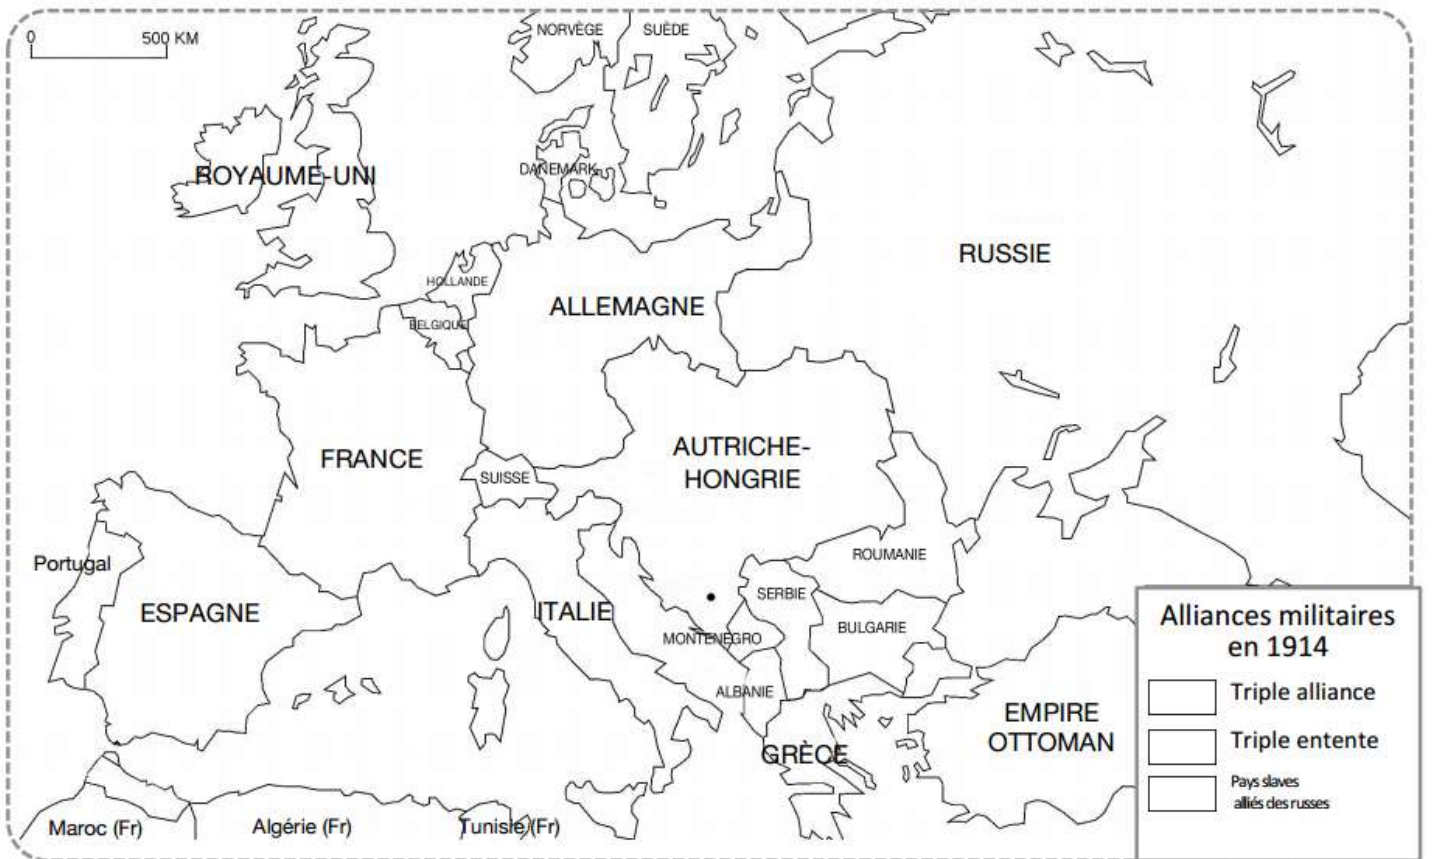 0
500 KM
NORVÈGE
SUÈDE
ROYAUME-UNI
DANEMARK
RUSSIE
HOLLANDE
ALLEMAGNE
BELGIQUE
FRANCE
AUTRICHE-
HONGRIE
SUISSE
ROUMANIE
Portugal
SERBIE
ESPAGNE
ITALIE
BULGARIE
MONTENEGRO
ALBANIE
EMPIRE
OTTOMAN
GRÈCE
Maroc (Fr)
Algérie (Fr)
Tunisie (Fr)
Alliances militaires
en 1914
Triple alliance
Triple entente
Pays slaves
alliés des russes